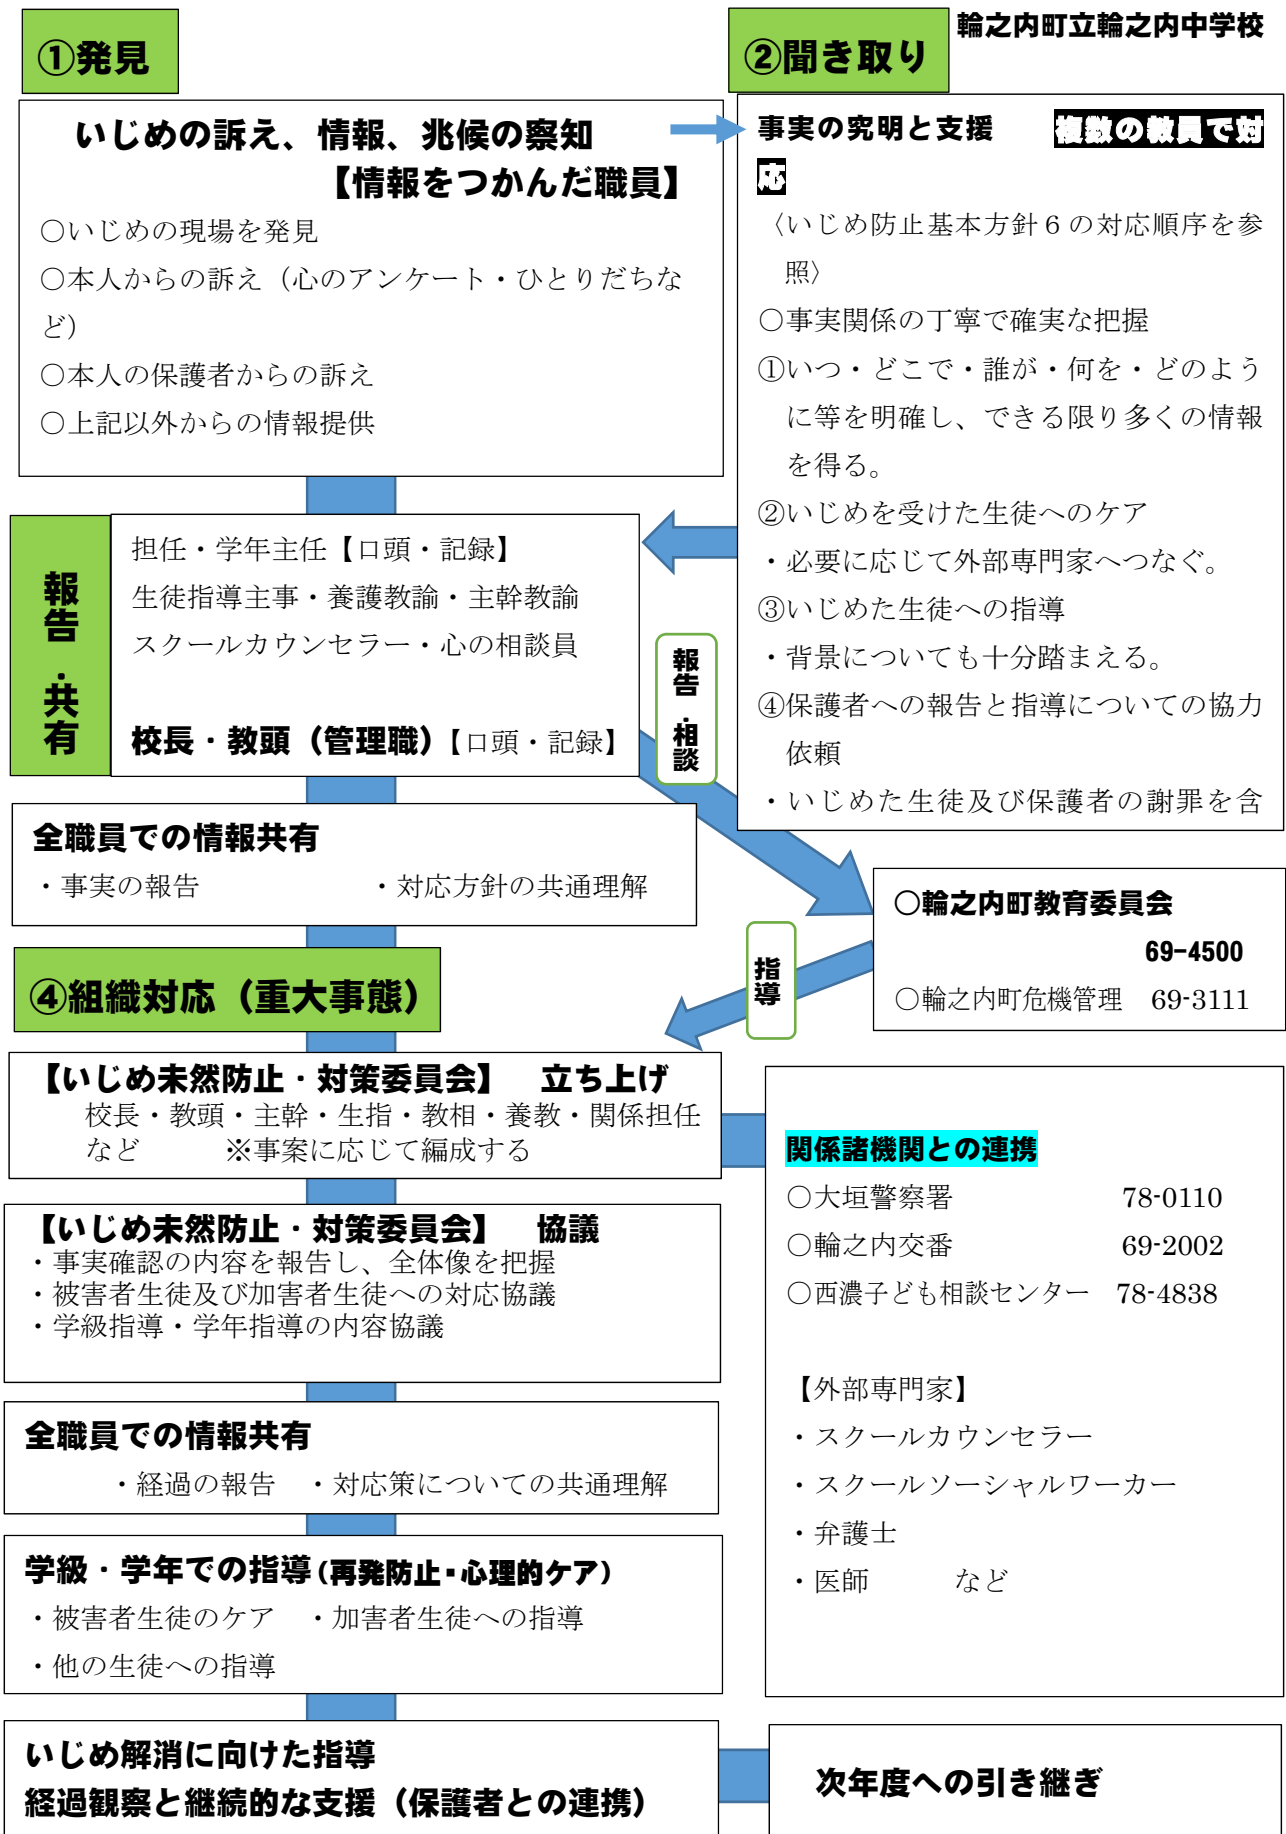 輪之内町立輪之内中学校
①発見
いじめの訴え、情報、兆候の察知
【情報をつかんだ職員】
〇いじめの現場を発見
〇本人からの訴え（心のアンケート・ひとりだちな
ど）
〇本人の保護者からの訴え
〇上記以外からの情報提供
②聞き取り
事実の究明と支援　複数の教員で対
応
〈いじめ防止基本方針６の対応順序を参
照〉
〇事実関係の丁寧で確実な把握
①いつ・どこで・誰が・何を・どのよう
に等を明確し、できる限り多くの情報
を得る。
②いじめを受けた生徒へのケア
・必要に応じて外部専門家へつなぐ。
③いじめた生徒への指導
・背景についても十分踏まえる。
④保護者への報告と指導についての協力
依頼
・いじめた生徒及び保護者の謝罪を含
報告・共有
担任・学年主任【口頭・記録】
生徒指導主事・養護教諭・主幹教諭
スクールカウンセラー・心の相談員
校長・教頭（管理職）【口頭・記録】
報告・相談
全職員での情報共有
・事実の報告　・対応方針の共通理解
〇輪之内町教育委員会
69-4500
〇輪之内町危機管理　69-3111
指導
④組織対応（重大事態）
【いじめ未然防止・対策委員会】　立ち上げ
校長・教頭・主幹・生指・教相・養教・関係担任
など　※事案に応じて編成する
【いじめ未然防止・対策委員会】　協議
・事実確認の内容を報告し、全体像を把握
・被害者生徒及び加害者生徒への対応協議
・学級指導・学年指導の内容協議
関係諸機関との連携
〇大垣警察署　78-0110
〇輪之内交番　69-2002
〇西濃子ども相談センター　78-4838
【外部専門家】
・スクールカウンセラー
・スクールソーシャルワーカー
・弁護士
・医師　など
全職員での情報共有
・経過の報告　・対応策についての共通理解
学級・学年での指導（再発防止・心理的ケア）
・被害者生徒のケア　・加害者生徒への指導
・他の生徒への指導
いじめ解消に向けた指導
経過観察と継続的な支援（保護者との連携）
次年度への引き継ぎ